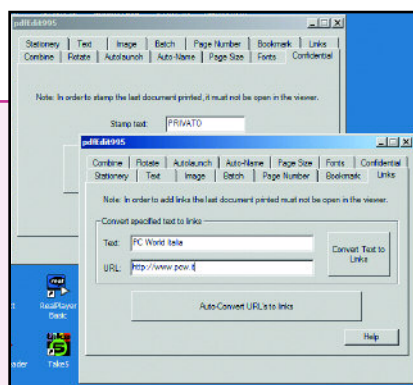 pdfEdit995
Stationery Text Image Batch Page Number Bookmark Links
Combine Rotate Autolaunch Auto-Name Page Size Fonts Confidential
Note: In order to stamp the last document printed, it must not be open in the viewer.
Stamp text: PRIVATO
pdfEdit995
Combine Rotate Autolaunch Auto-Name Page Size Fonts Confidential
Stationery Text Image Batch Page Number Bookmark Links
Note: In order to add links the last document printed must not be open in the viewer.
Convert specified text to links
Text: PC World Italia
Convert Text to
Links
URL: http://www.pcw.it
Auto-Convert URL's to links
Help
real
RealPlayer
Basic
Take5